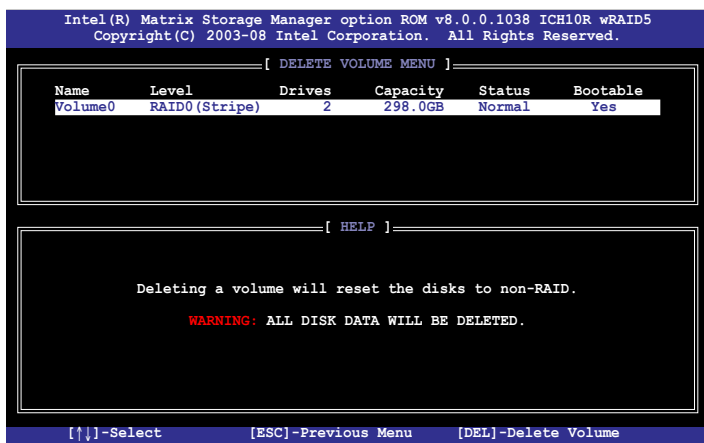 Intel(R) Matrix Storage Manager option ROM v8.0.0.1038 ICH10R wRAID5
Copyright(C) 2003-08 Intel Corporation. All Rights Reserved.
[ DELETE VOLUME MENU ]
Name Level Drives Capacity Status Bootable
Volume0 RAID0(Stripe) 2 298.0GB Normal Yes
[ HELP ]
Deleting a volume will reset the disks to non-RAID.
WARNING: ALL DISK DATA WILL BE DELETED.
[↑↓]-Select [ESC]-Previous Menu [DEL]-Delete Volume